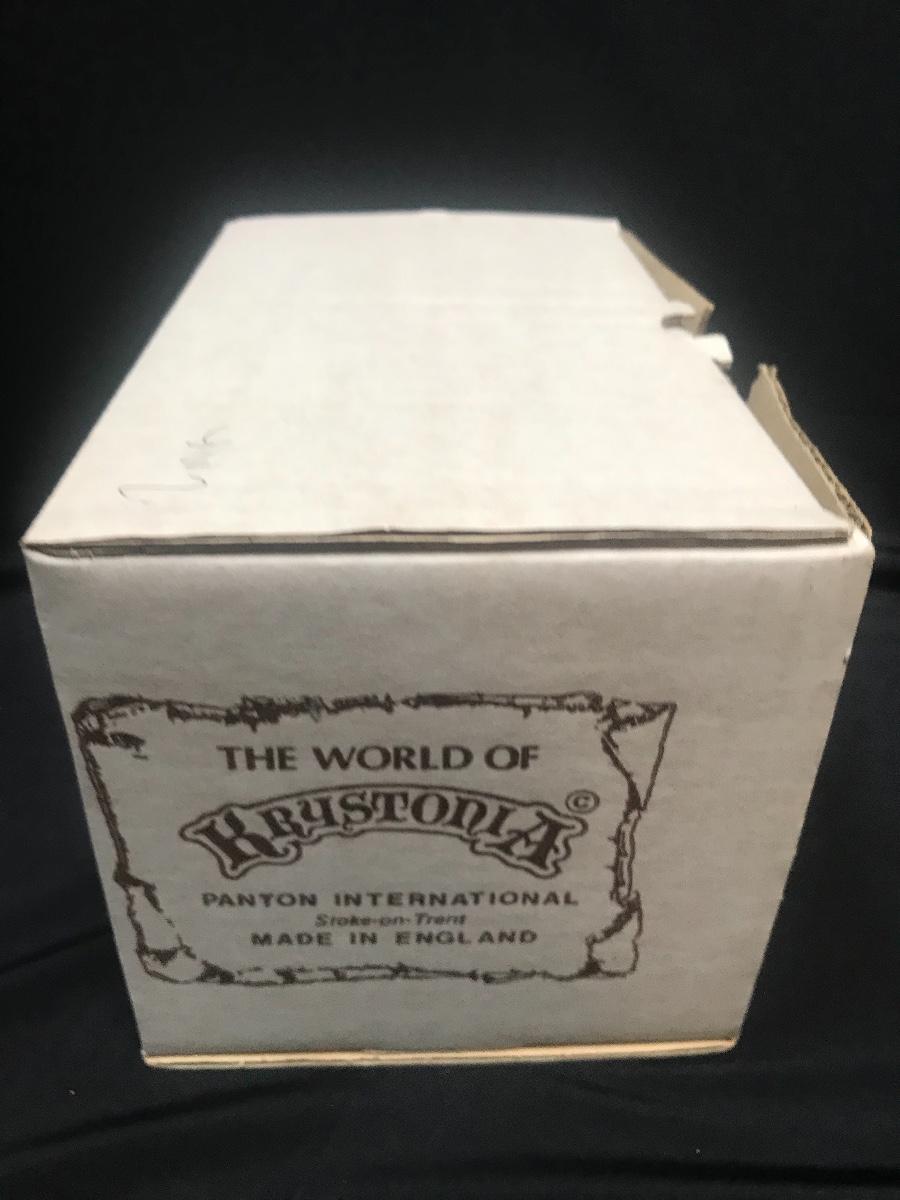 THE WORLD OF
KRYSTONIA ©
PANTON INTERNATIONAL
Stoke-on-Trent
MADE IN ENGLAND